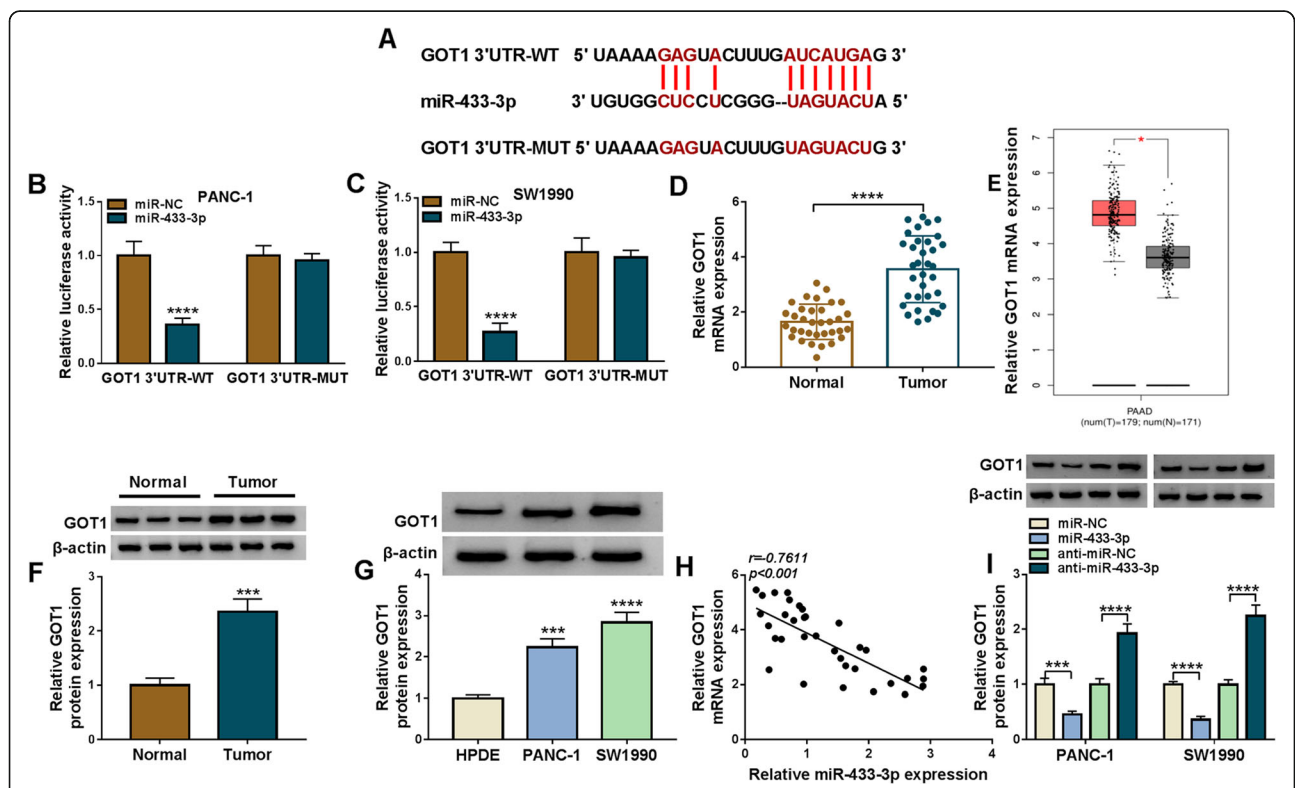 A
GOT1 3'UTR-WT 5' UAAAAGAGUACUUUGAUCAUGAG 3'
miR-433-3p 3' UGUGGCUCCUCGGG--UAGUACUA 5'
GOT1 3'UTR-MUT 5' UAAAAGAGUACUUUGUAGUACUG 3'
B
PANC-1
miR-NC
miR-433-3p
Relative luciferase activity
1.5
1.0
0.5
0.0
****
GOT1 3'UTR-WT GOT1 3'UTR-MUT
C
SW1990
miR-NC
miR-433-3p
Relative luciferase activity
1.5
1.0
0.5
0.0
****
GOT1 3'UTR-WT GOT1 3'UTR-MUT
D
Relative GOT1
mRNA expression
6
4
2
0
****
Normal Tumor
E
Relative GOT1 mRNA expression
7
6
5
4
3
2
1
0
*
PAAD
(num(T)=179; num(N)=171)
F
Normal Tumor
GOT1
β-actin
Relative GOT1
protein expression
3
2
1
0
***
Normal Tumor
G
GOT1
β-actin
Relative GOT1
protein expression
4
3
2
1
0
***
****
HPDE PANC-1 SW1990
H
r=-0.7611
p<0.001
Relative GOT1
mRNA expression
6
4
2
0
0 1 2 3 4
Relative miR-433-3p expression
I
GOT1
β-actin
miR-NC
miR-433-3p
anti-miR-NC
anti-miR-433-3p
Relative GOT1
protein expression
3
2
1
0
*** **** **** ****
PANC-1 SW1990